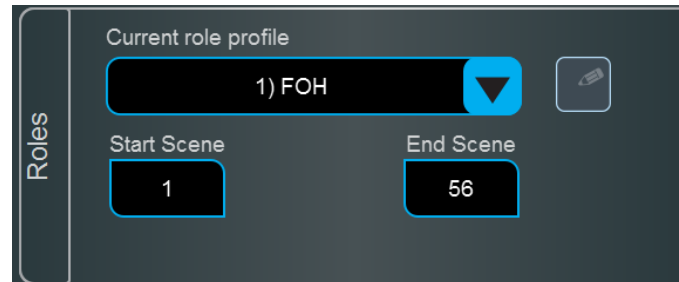 Current role profile
1) FOH
Roles
Start Scene
End Scene
1
56